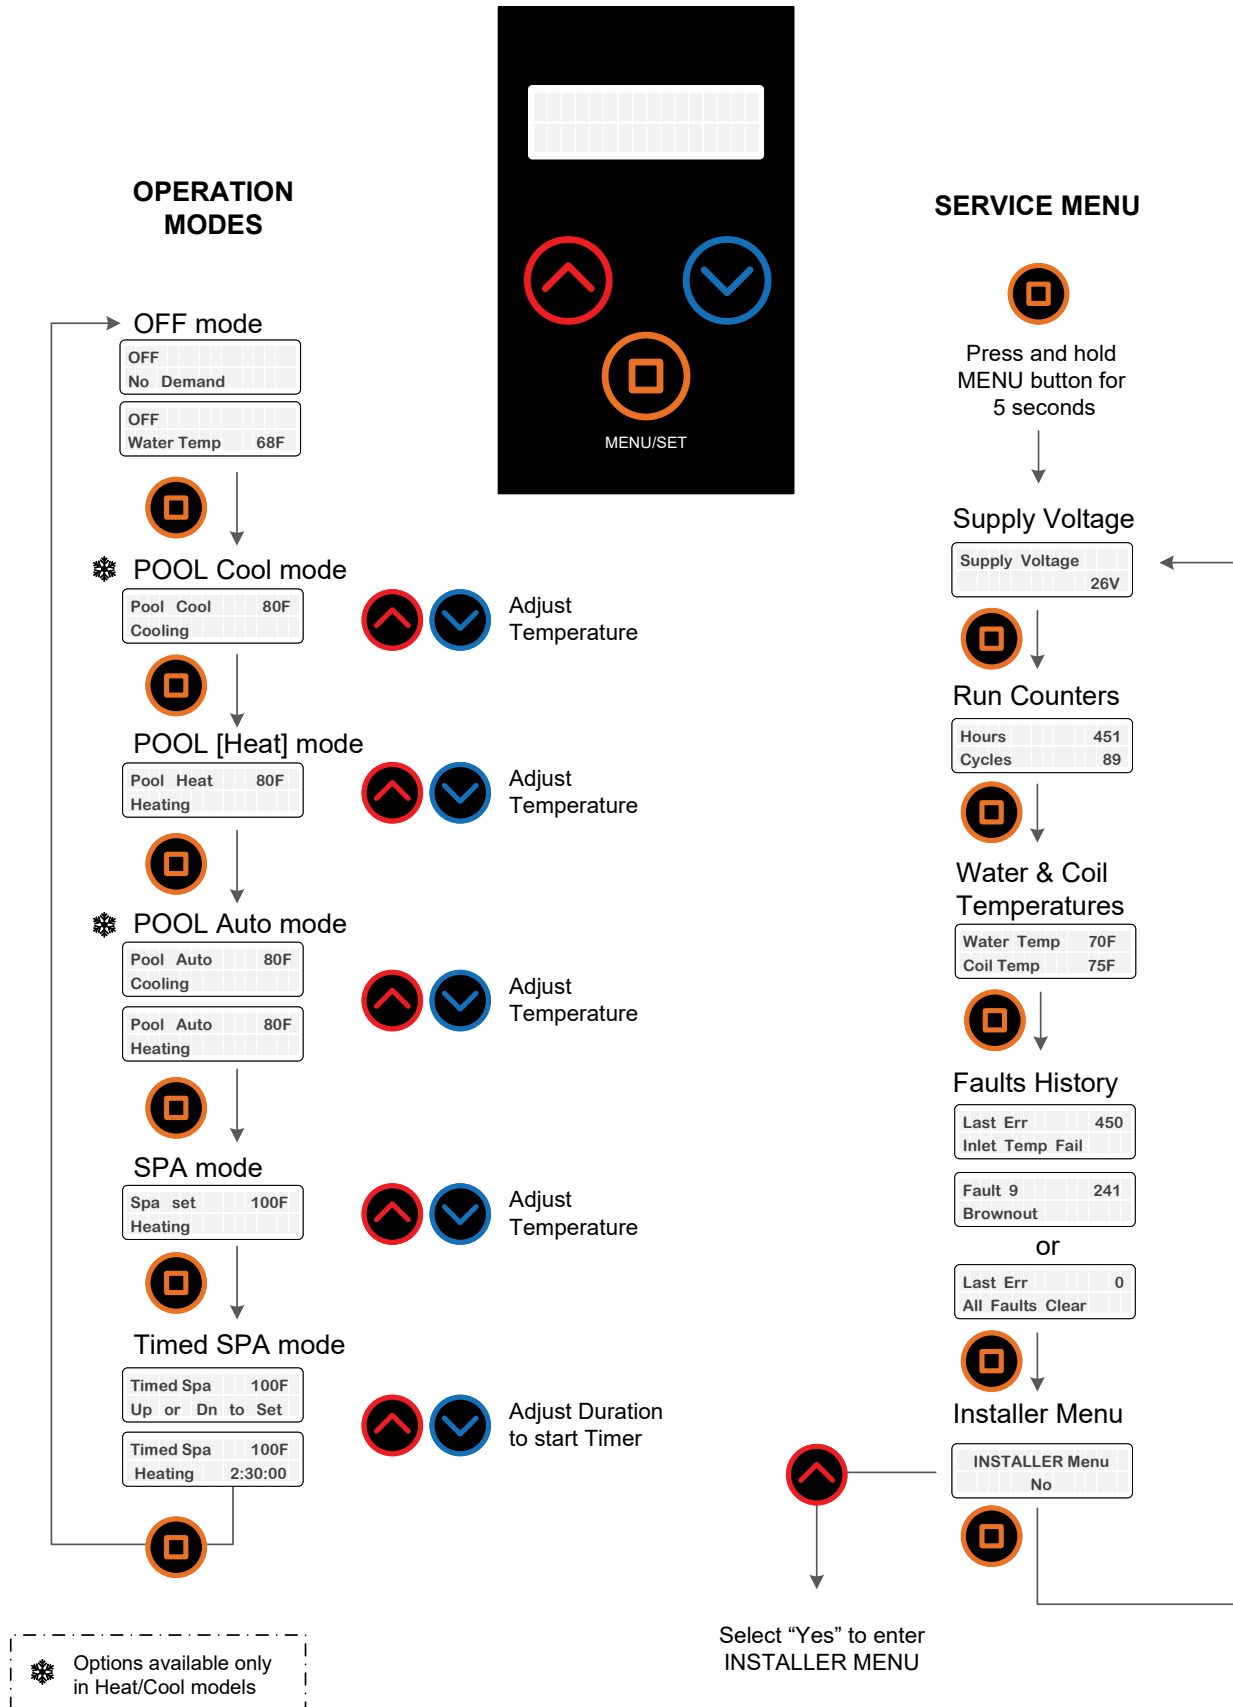 OPERATION
MODES
OFF mode
OFF
No Demand
OFF
Water Temp 68F
POOL Cool mode
Pool Cool 80F
Cooling
Adjust
Temperature
POOL [Heat] mode
Pool Heat 80F
Heating
Adjust
Temperature
POOL Auto mode
Pool Auto 80F
Cooling
Pool Auto 80F
Heating
Adjust
Temperature
SPA mode
Spa set 100F
Heating
Adjust
Temperature
Timed SPA mode
Timed Spa 100F
Up or Dn to Set
Timed Spa 100F
Heating 2:30:00
Adjust Duration
to start Timer
Options available only
in Heat/Cool models
MENU/SET
SERVICE MENU
Press and hold
MENU button for
5 seconds
Supply Voltage
Supply Voltage
26V
Run Counters
Hours 451
Cycles 89
Water & Coil
Temperatures
Water Temp 70F
Coil Temp 75F
Faults History
Last Err 450
Inlet Temp Fail
Fault 9 241
Brownout
or
Last Err 0
All Faults Clear
Installer Menu
INSTALLER Menu
No
Select “Yes” to enter
INSTALLER MENU